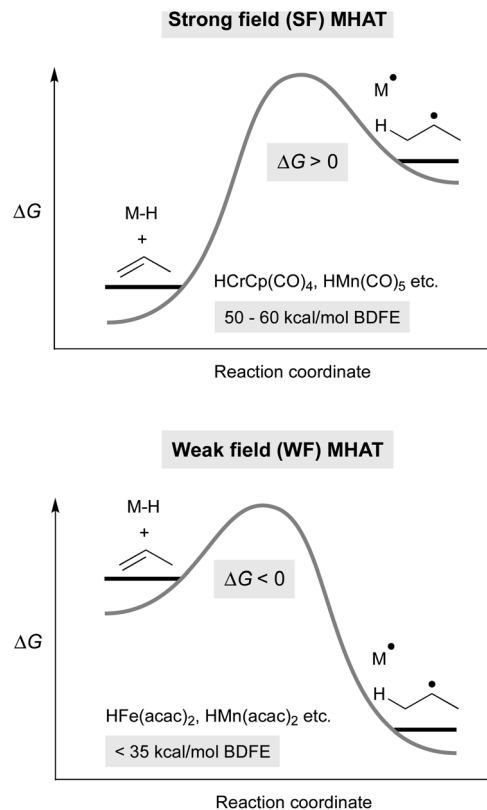 Strong field (SF) MHAT
M•
H
ΔG > 0
M-H
+
ΔG
HCrCp(CO)₄, HMn(CO)₅ etc.
50 - 60 kcal/mol BDFE
Reaction coordinate
Weak field (WF) MHAT
M-H
+
ΔG < 0
ΔG
M•
H
HFe(acac)₂, HMn(acac)₂ etc.
< 35 kcal/mol BDFE
Reaction coordinate